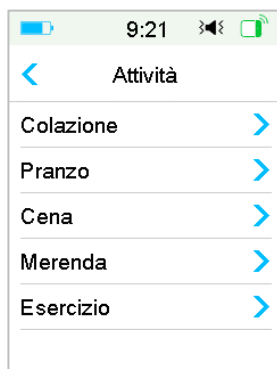 9:21
Attività
Colazione
Pranzo
Cena
Merenda
Esercizio